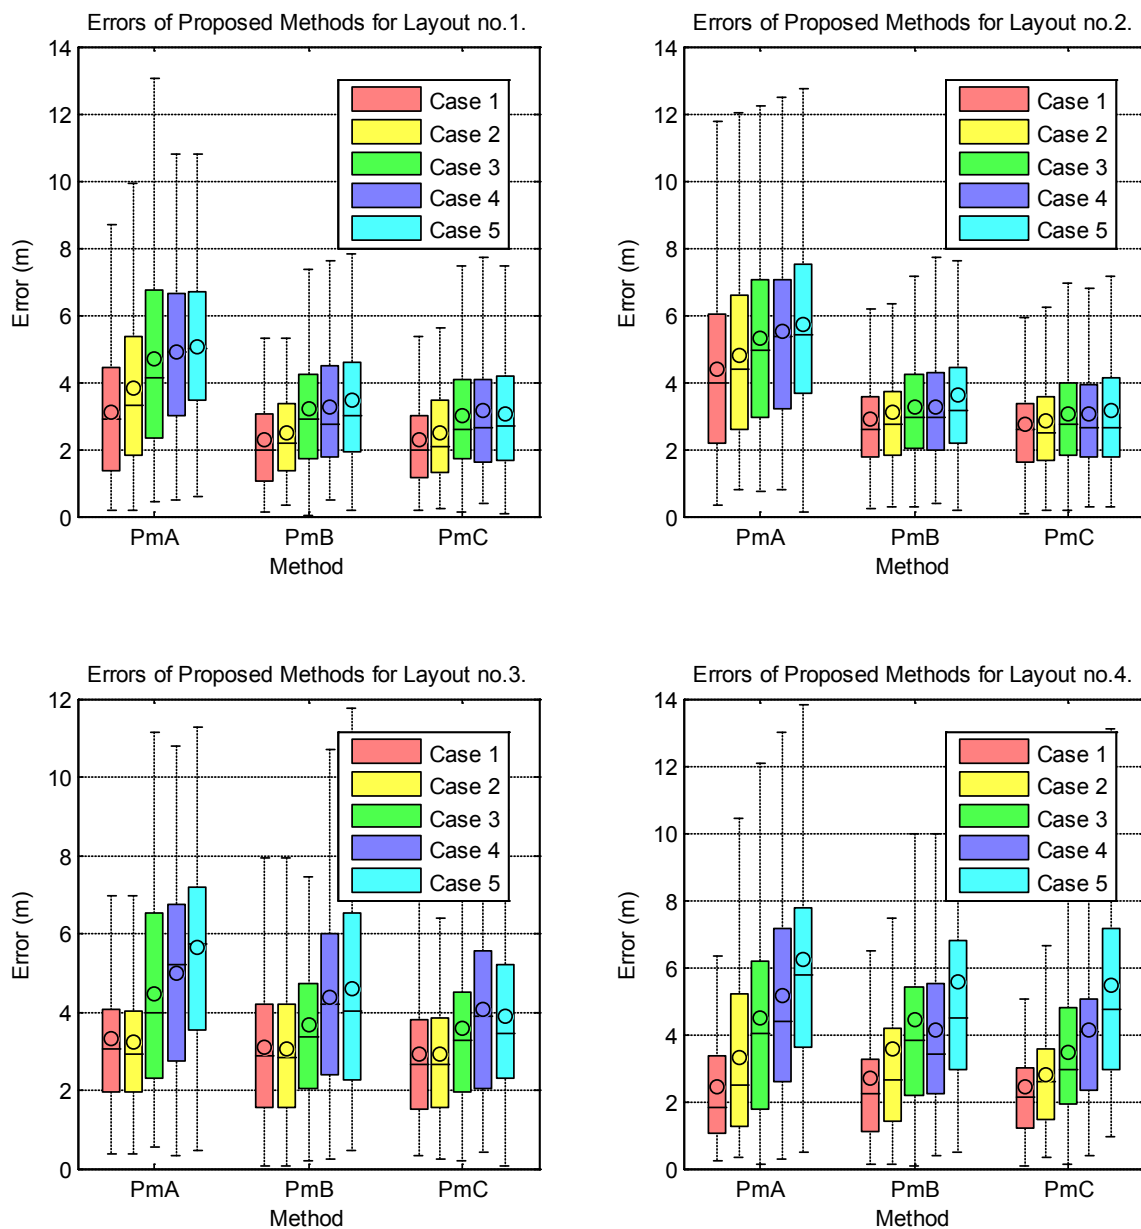 Errors of Proposed Methods for Layout no.1.
14
12
10
8
6
4
2
0
Error (m)
Case 1
Case 2
Case 3
Case 4
Case 5
PmA PmB PmC
Method
Errors of Proposed Methods for Layout no.2.
14
12
10
8
6
4
2
0
Error (m)
Case 1
Case 2
Case 3
Case 4
Case 5
PmA PmB PmC
Method
Errors of Proposed Methods for Layout no.3.
12
10
8
6
4
2
0
Error (m)
Case 1
Case 2
Case 3
Case 4
Case 5
PmA PmB PmC
Method
Errors of Proposed Methods for Layout no.4.
14
12
10
8
6
4
2
0
Error (m)
Case 1
Case 2
Case 3
Case 4
Case 5
PmA PmB PmC
Method